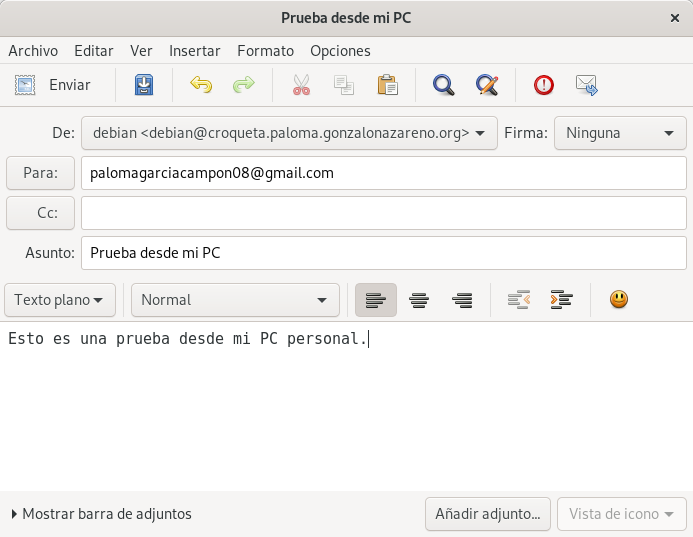 Prueba desde mi PC
Archivo Editar Ver Insertar Formato Opciones
Enviar
De: debian <debian@croqueta.paloma.gonzalonazareno.org> Firma: Ninguna
Para: palomagarciacampon08@gmail.com
Cc:
Asunto: Prueba desde mi PC
Texto plano Normal
Esto es una prueba desde mi PC personal.
Mostrar barra de adjuntos Añadir adjunto... Vista de icono